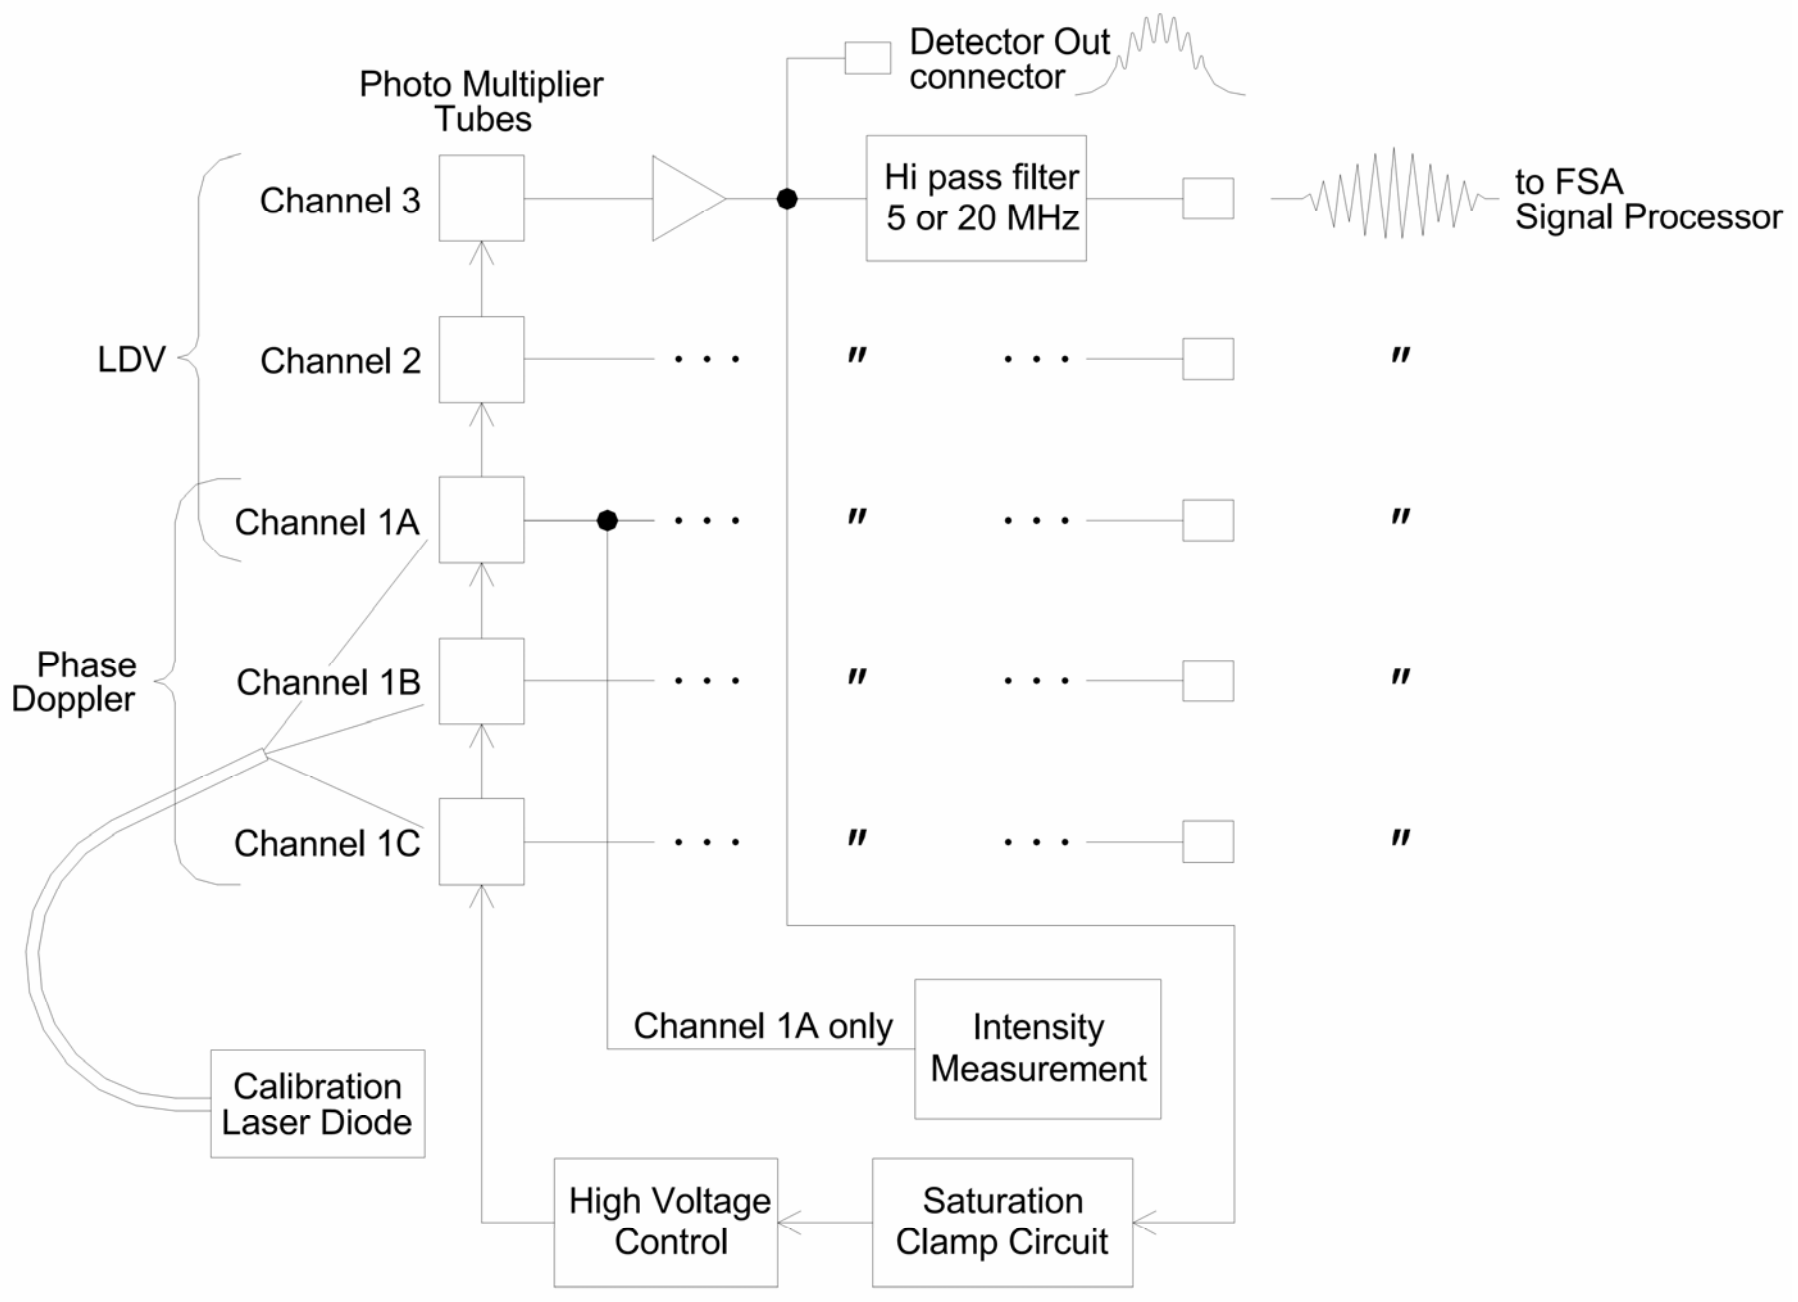 Detector Out
connector
Photo Multiplier
Tubes
Channel 3
Hi pass filter
5 or 20 MHz
to FSA
Signal Processor
LDV
Channel 2
• • •
〃
• • •
〃
Channel 1A
• • •
〃
• • •
〃
Phase
Doppler
Channel 1B
• • •
〃
• • •
〃
Channel 1C
• • •
〃
• • •
〃
Channel 1A only
Intensity
Measurement
Calibration
Laser Diode
High Voltage
Control
Saturation
Clamp Circuit